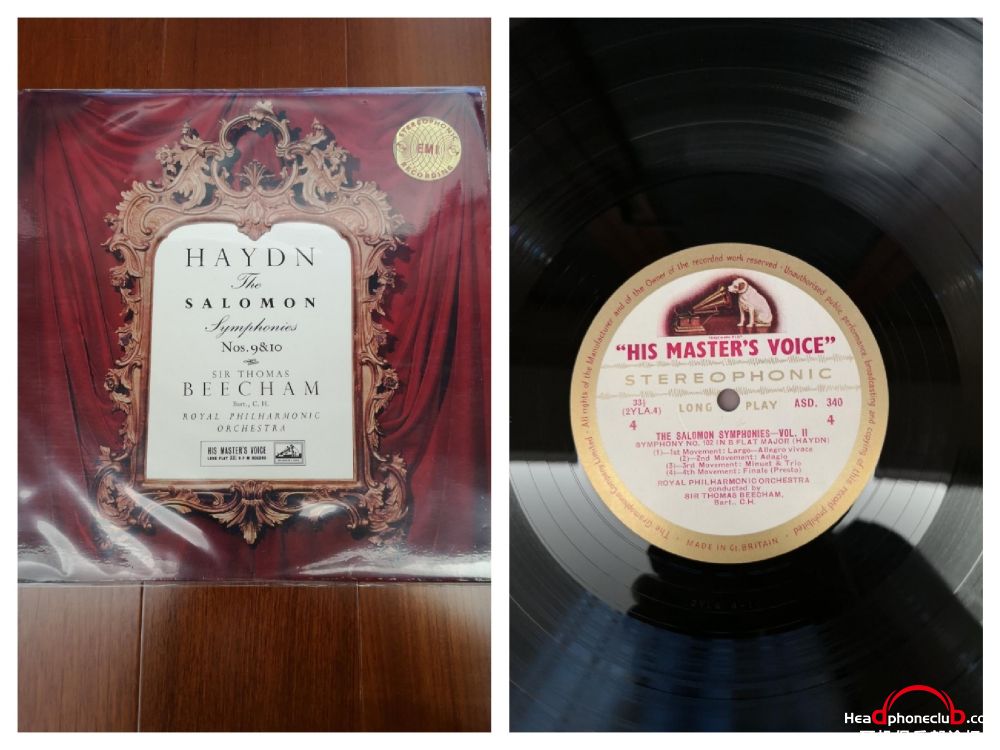 STEREOPHONIC
EMI
RECORDING
HAYDN
The
SALOMON
Symphonies
Nos. 9 & 10
SIR THOMAS
BEECHAM
Bart., C. H.
ROYAL PHILHARMONIC
ORCHESTRA
HIS MASTER'S VOICE
LONG PLAY 33⅓ R.P.M. RECORD
The Gramophone Company Limited. · All rights of the Manufacturer and of the Owner of the recorded work reserved · Unauthorised public performance broadcasting and copying of this record prohibited
"HIS MASTER'S VOICE"
STEREOPHONIC
33⅓
(2YLA.4)
LONG PLAY
ASD. 340
4
4
THE SALOMON SYMPHONIES—VOL. II
SYMPHONY NO. 102 IN B FLAT MAJOR (HAYDN)
(1)—1st Movement: Largo—Allegro vivace
(2)—2nd Movement: Adagio
(3)—3rd Movement: Minuet & Trio
(4)—4th Movement: Finale (Presto)
ROYAL PHILHARMONIC ORCHESTRA
conducted by
SIR THOMAS BEECHAM,
Bart., C.H.
· MADE IN GT. BRITAIN ·
Headphoneclub.co